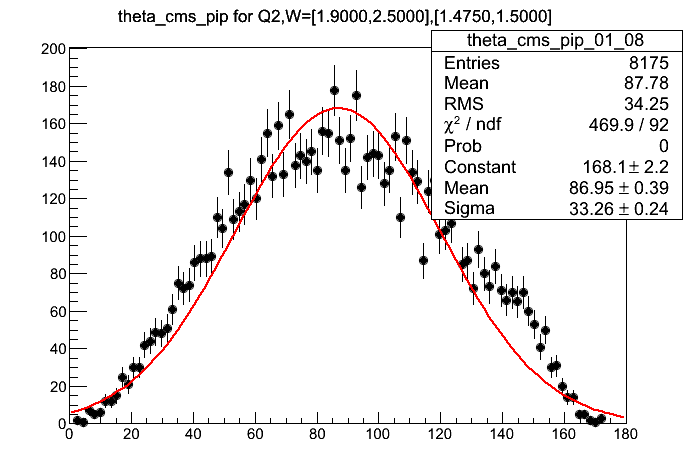 theta_cms_pip for Q2,W=[1.9000,2.5000],[1.4750,1.5000]
theta_cms_pip_01_08
Entries 8175
Mean 87.78
RMS 34.25
χ² / ndf 469.9 / 92
Prob 0
Constant 168.1 ± 2.2
Mean 86.95 ± 0.39
Sigma 33.26 ± 0.24
200
180
160
140
120
100
80
60
40
20
0
0 20 40 60 80 100 120 140 160 180